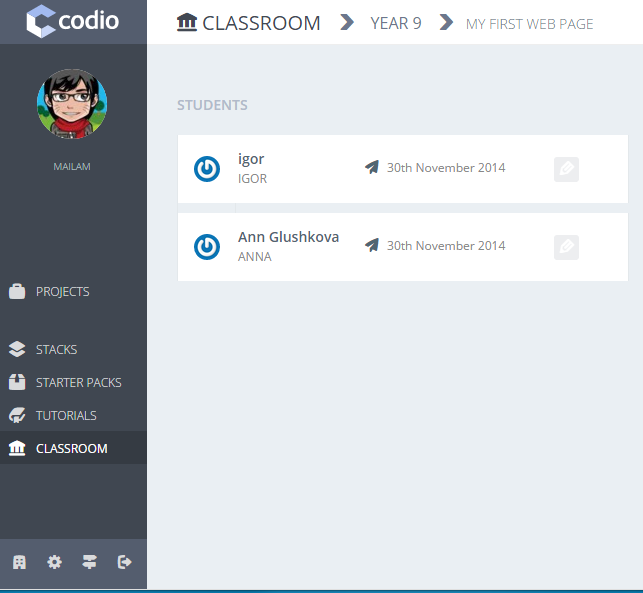 codio
CLASSROOM YEAR 9 MY FIRST WEB PAGE
MAILAM
PROJECTS
STACKS
STARTER PACKS
TUTORIALS
CLASSROOM
STUDENTS
igor
IGOR
30th November 2014
Ann Glushkova
ANNA
30th November 2014